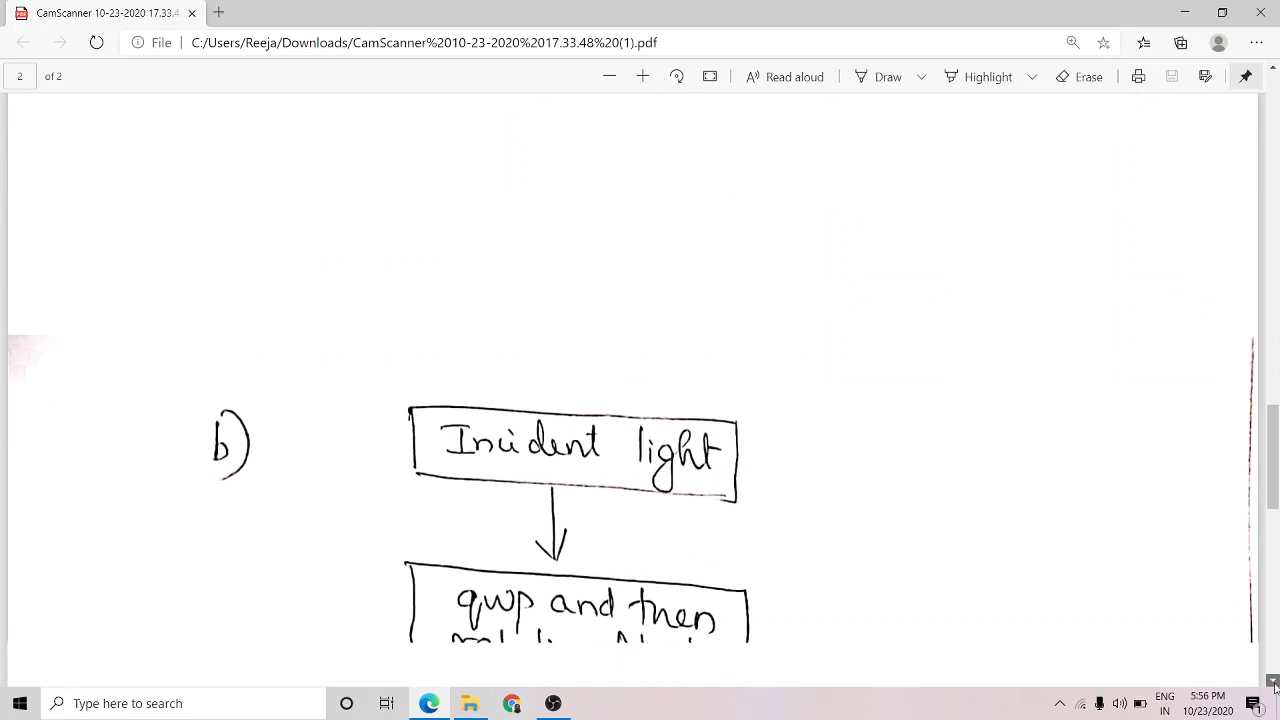 CamScanner 10-23-2020 17.33.4
File C:/Users/Reeja/Downloads/CamScanner%2010-23-2020%2017.33.48%20(1).pdf
2 of 2 Read aloud Draw Highlight Erase
b) Incident light
qwp and then
Type here to search
ENG 5:56 PM
IN 10/23/2020 1